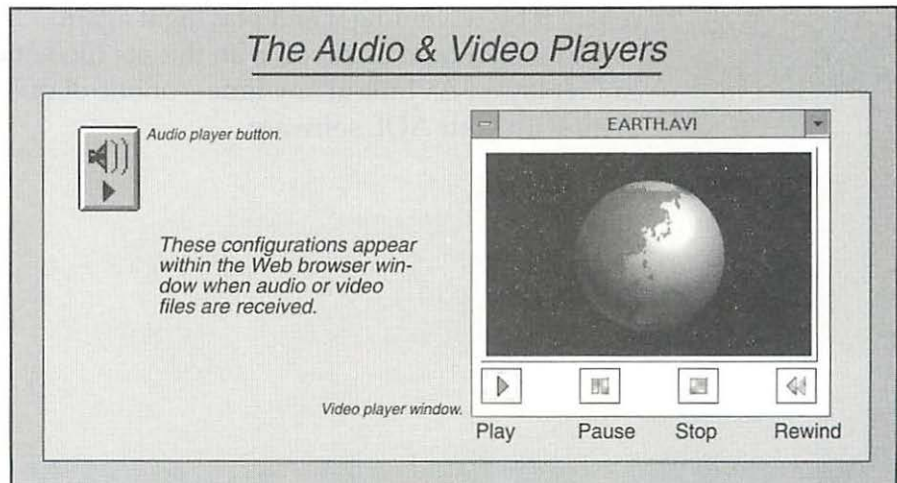 The Audio & Video Players
Audio player button.
EARTH.AVI
These configurations appear
within the Web browser win-
dow when audio or video
files are received.
Video player window.
Play Pause Stop Rewind